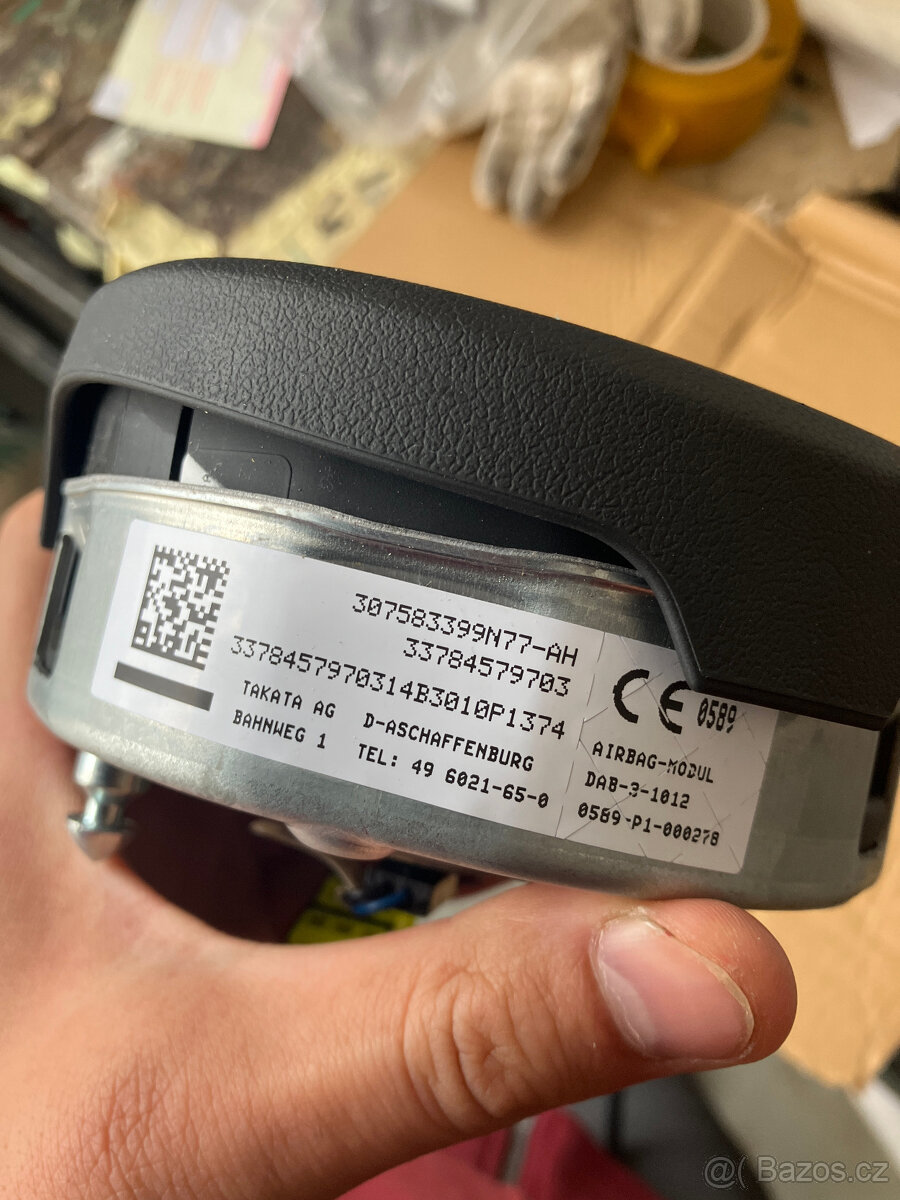 307583399N77-AH
33784579703
3378457970314B3010P1374
TAKATA AG D-ASCHAFFENBURG
BAHNWEG 1 TEL: 49 6021-65-0
CE 0589
AIRBAG-MODUL
DAB-3-1012
0589-P1-000278
@( Bazos.cz